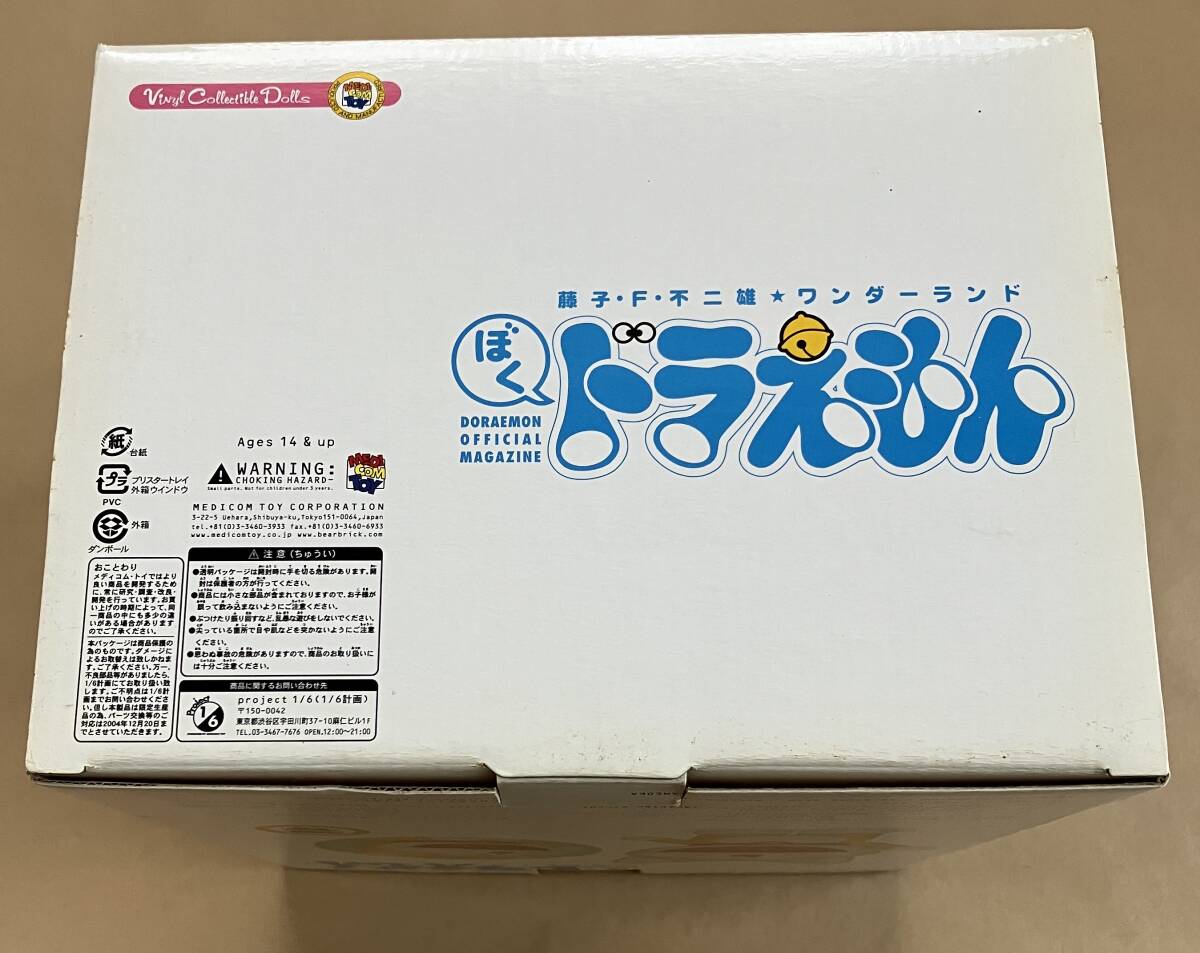 Vinyl Collectible Dolls
MEDI
COM
TOY
藤子・F・不二雄★ワンダーランド
ぼく
ドラえもん
DORAEMON
OFFICIAL
MAGAZINE
紙
台紙
プラ
ブリスタートレイ
外箱ウインドウ
PVC
外箱
ダンボール
Ages 14 & up
WARNING:
CHOKING HAZARD-
Small parts. Not for children under 3 years.
MEDI
COM
TOY
MEDICOM TOY CORPORATION
3-22-5 Uehara,Shibuya-ku,Tokyo151-0064,Japan
tel.+81(0)3-3460-3933 fax.+81(0)3-3460-6933
www.medicomtoy.co.jp www.bearbrick.com
おことわり
メディコム・トイではより
良い商品を開発するため
に、常に研究・調査・改良・
開発を行っています。お買
い上げの時期によって、同
一商品の中にも多少の違
いがある場合があります
のでご了承ください。
本パッケージは商品保護の
為のものです。ダメージに
よるお取替えは致しかねま
す。ご了承ください。万一、
不良部品等がありましたら、
1/6計画にてお取り扱い致
します。ご不明点は1/6計
画までお問い合わせくださ
い。但し本製品は限定生産
品の為、パーツ交換等のご
対応は2004年12月20日ま
でとさせていただきます。
注意(ちゅうい)
●透明パッケージは開封時に手を切る危険があります。開
封は保護者の方が行ってください。
●商品には小さな部品が含まれておりますので、お子様が
誤って飲み込まないようにご注意ください。
●ぶつけたり振り回すなど、乱暴な遊びをしないでください。
●尖っている箇所で目や肌などを突かないようにご注意
ください。
●思わぬ事故の危険がありますので、商品のお取り扱いに
は十分ご注意ください。
商品に関するお問い合わせ先
Project
1/6
project 1/6(1/6計画)
〒150-0042
東京都渋谷区宇田川町37-10麻仁ビル1F
TEL.03-3467-7676 OPEN.12:00〜21:00